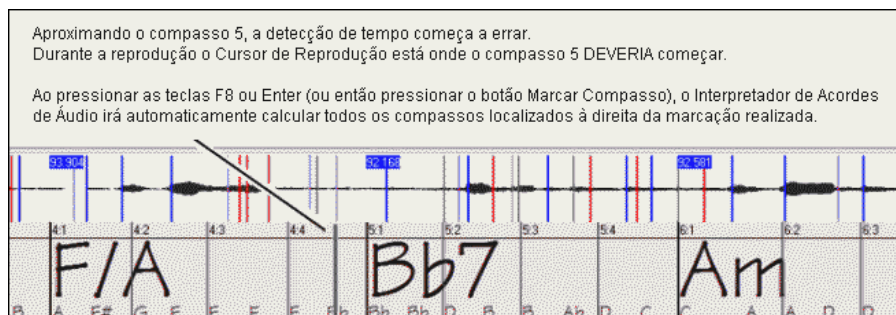 Aproximando o compasso 5, a detecção de tempo começa a errar.
Durante a reprodução o Cursor de Reprodução está onde o compasso 5 DEVERIA começar.
Ao pressionar as teclas F8 ou Enter (ou então pressionar o botão Marcar Compasso), o Interpretador de Acordes
de Áudio irá automaticamente calcular todos os compassos localizados à direita da marcação realizada.
93.904 92.168 92.581
4:1 4:2 4:3 4:4 5:1 5:2 5:3 5:4 6:1 6:2 6:3
F/A Bb7 Am